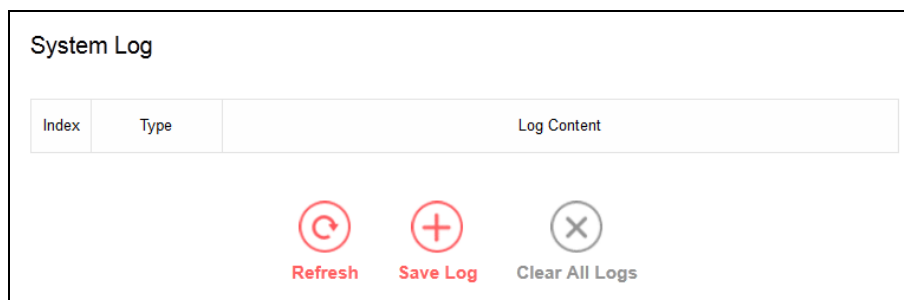 System Log
Index Type Log Content
Refresh Save Log Clear All Logs